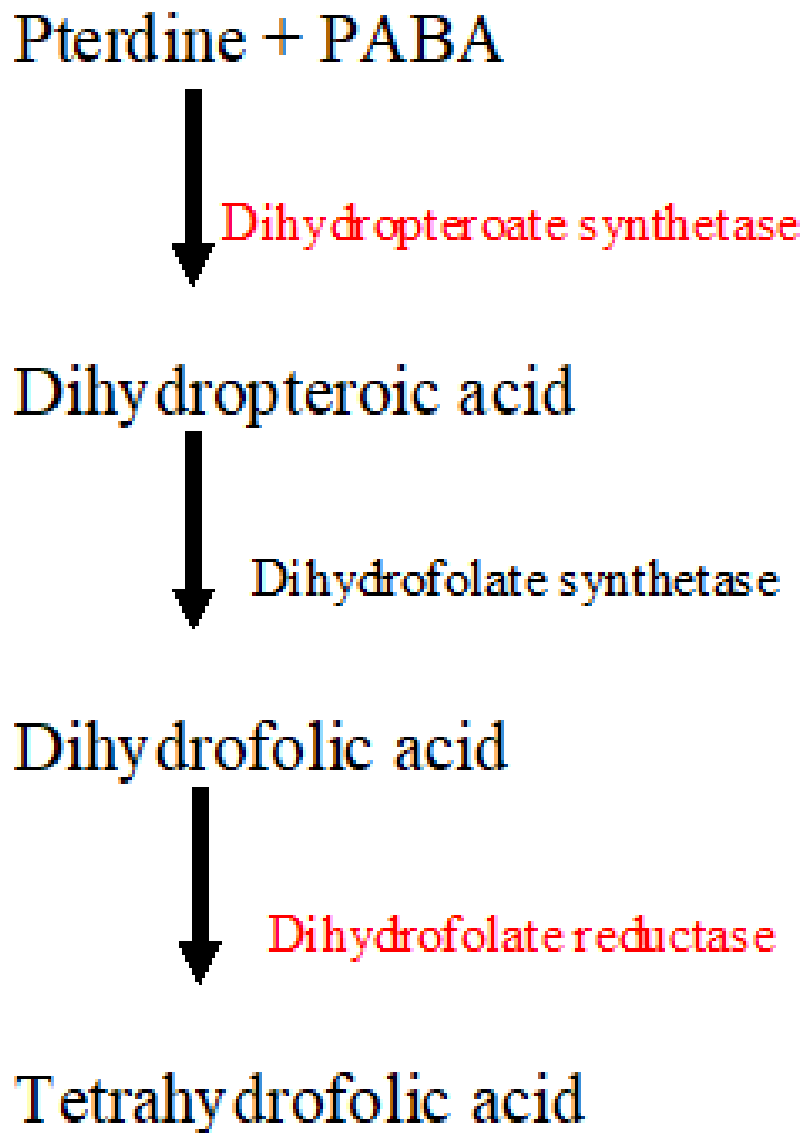 Pterdine + PABA
Dihydropteroate synthetase
Dihydropteroic acid
Dihydrofolate synthetase
Dihydrofolic acid
Dihydrofolate reductase
Tetrahydrofolic acid